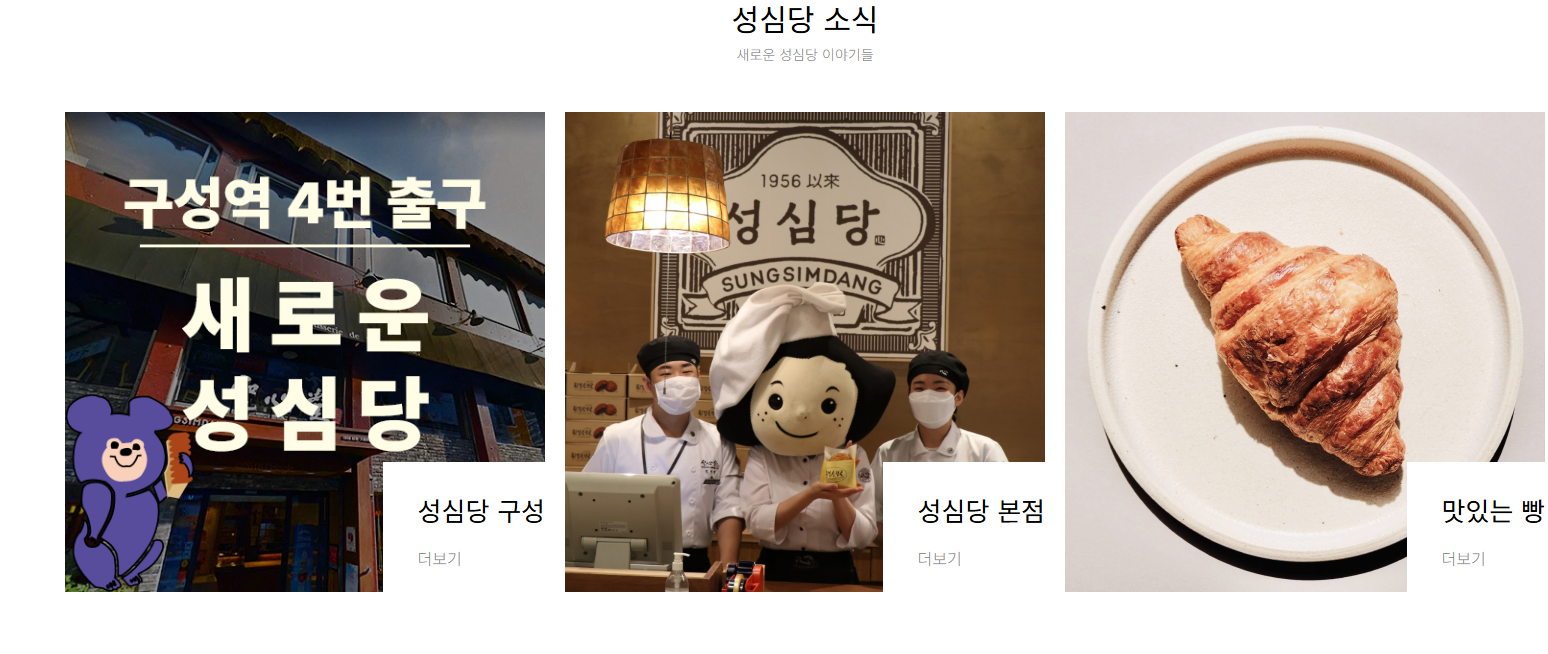 성심당 소식
새로운 성심당 이야기들
구성역 4번 출구
새로운
성심당
성심당 구성
더보기
1956 以来
성심당
SUNGSIMDANG
성심당 본점
더보기
맛있는 빵
더보기